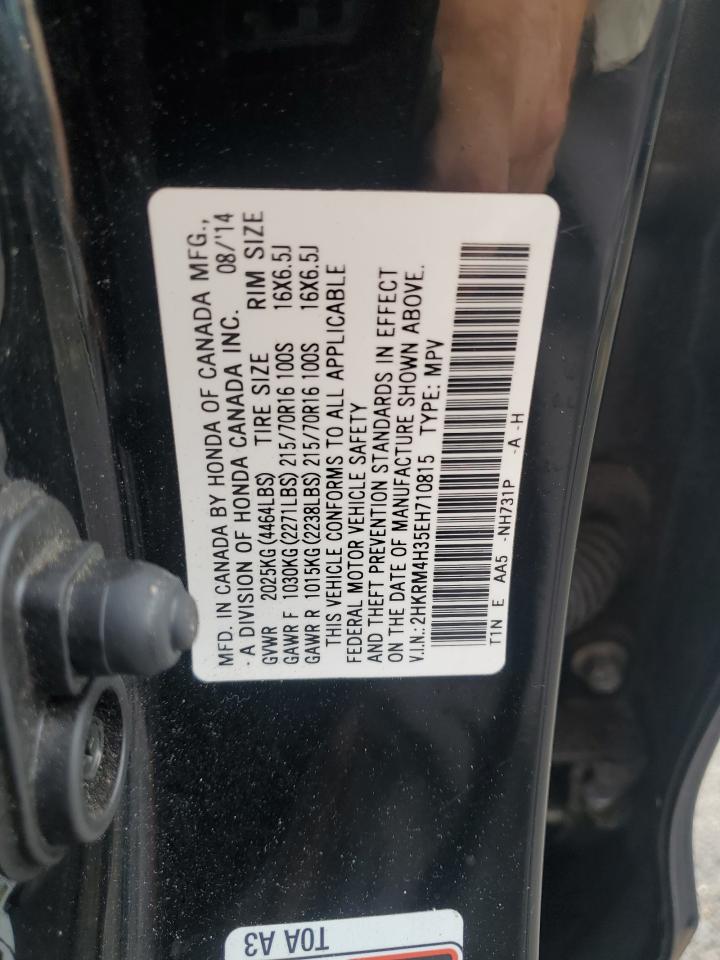 MFD. IN CANADA BY HONDA OF CANADA MFG.,
- A DIVISION OF HONDA CANADA INC. 08/'14
GVWR 2025KG (4464LBS) TIRE SIZE RIM SIZE
GAWR F 1030KG (2271LBS) 215/70R16 100S 16X6.5J
GAWR R 1015KG (2238LBS) 215/70R16 100S 16X6.5J
THIS VEHICLE CONFORMS TO ALL APPLICABLE
FEDERAL MOTOR VEHICLE SAFETY
AND THEFT PREVENTION STANDARDS IN EFFECT
ON THE DATE OF MANUFACTURE SHOWN ABOVE.
V.I.N.: 2HKRM4H35EH710815 TYPE: MPV
T1N E AA5 -NH731P -A -H
T0A A3